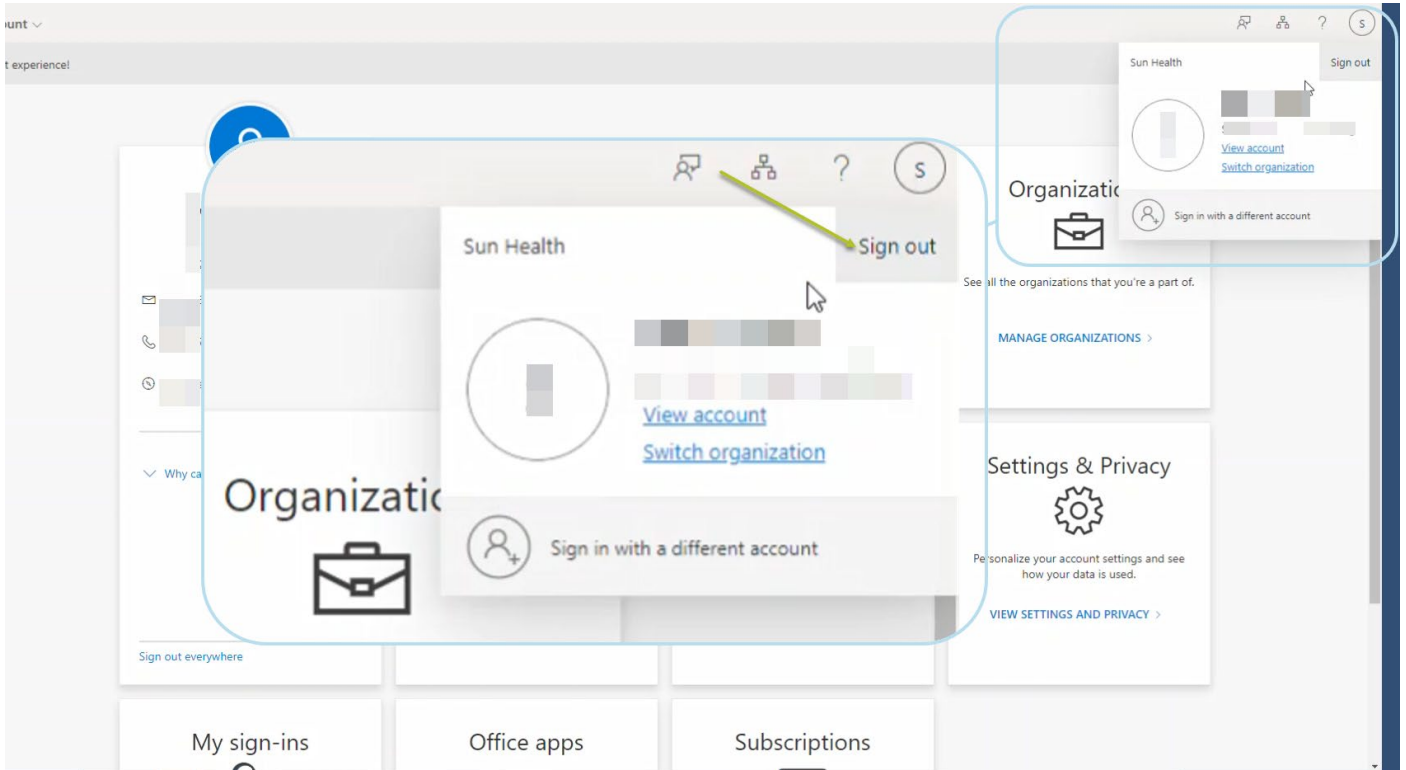 ount
t experience!
S
Sun Health
Sign out
View account
Switch organization
Sign in with a different account
S
Sun Health
Sign out
View account
Switch organization
Sign in with a different account
Organizatio
Organizatio
See all the organizations that you're a part of.
MANAGE ORGANIZATIONS >
Why ca
Settings & Privacy
Personalize your account settings and see
how your data is used.
VIEW SETTINGS AND PRIVACY >
Sign out everywhere
My sign-ins
Office apps
Subscriptions